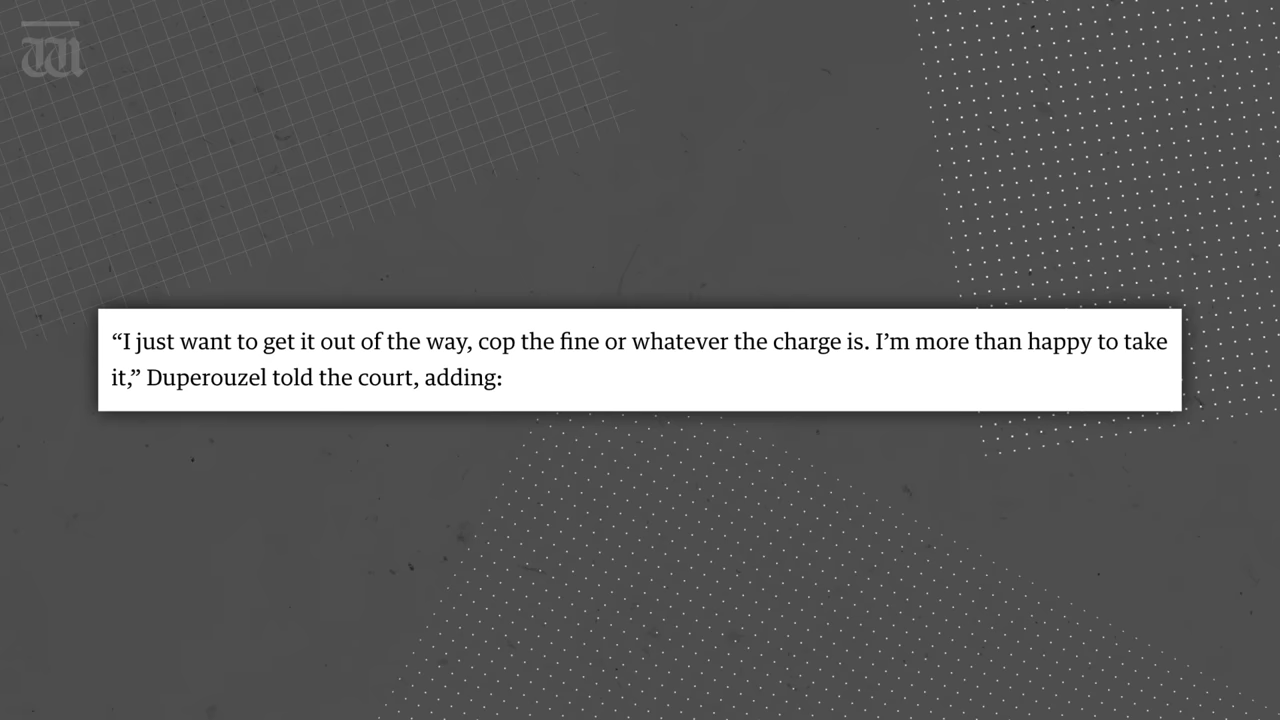 “I just want to get it out of the way, cop the fine or whatever the charge is. I’m more than happy to take
it,” Duperouzel told the court, adding: